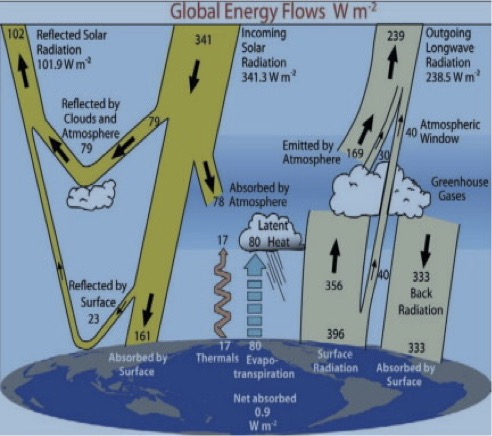 Global Energy Flows W m⁻²
102
Reflected Solar
Radiation
101.9 W m⁻²
341
Incoming
Solar
Radiation
341.3 W m⁻²
239
Outgoing
Longwave
Radiation
238.5 W m⁻²
Reflected by
Clouds and
Atmosphere
79
79
Emitted by
Atmosphere
169
30
40
Atmospheric
Window
Greenhouse
Gases
78
Absorbed by
Atmosphere
17
Latent
80 Heat
Reflected by
Surface
23
356
40
333
Back
Radiation
161
Absorbed by
Surface
17
Thermals
80
Evapo-
transpiration
396
Surface
Radiation
333
Absorbed by
Surface
Net absorbed
0.9
W m⁻²